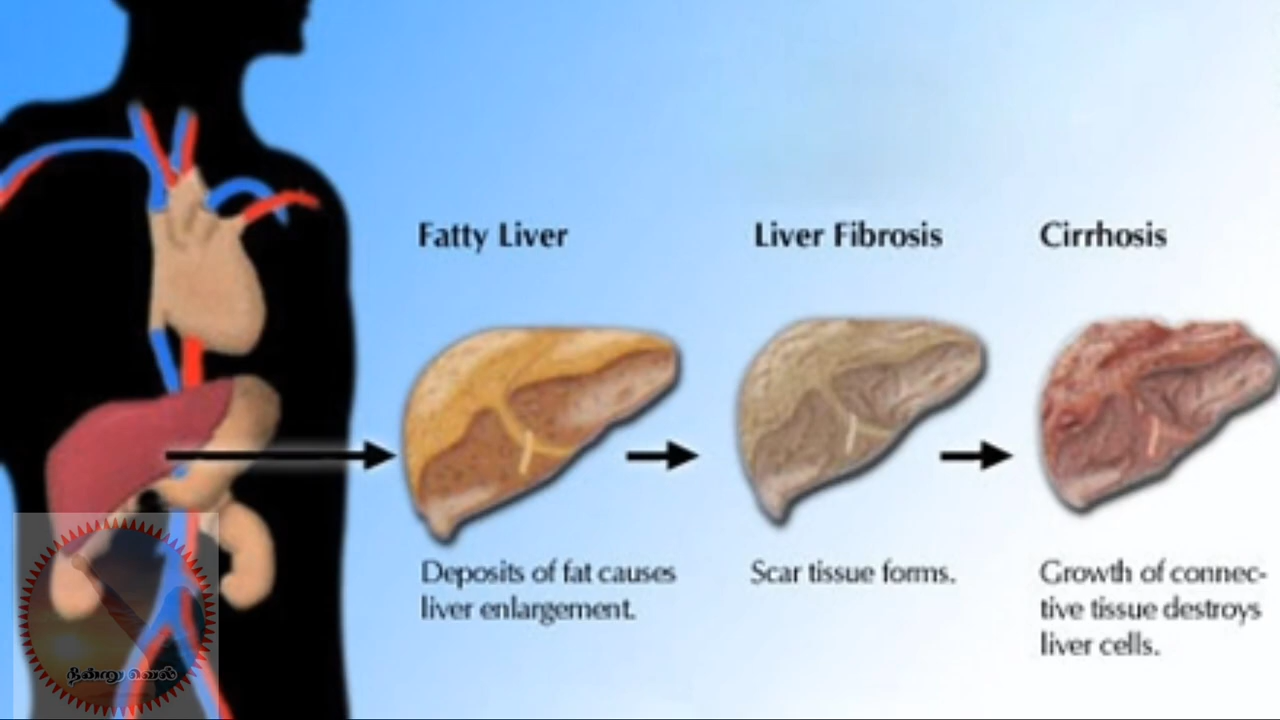 Fatty Liver
Liver Fibrosis
Cirrhosis
Deposits of fat causes
liver enlargement.
Scar tissue forms.
Growth of connec-
tive tissue destroys
liver cells.
நின்று வெல்